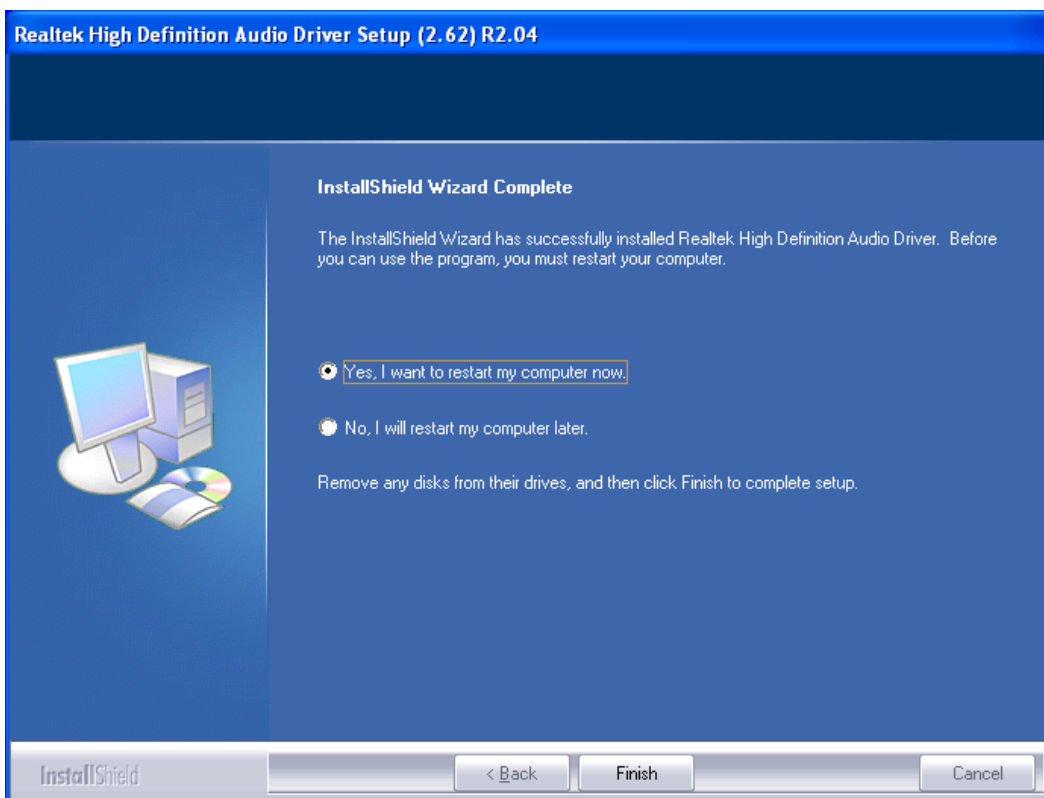 Realtek High Definition Audio Driver Setup (2.62) R2.04
InstallShield Wizard Complete
The InstallShield Wizard has successfully installed Realtek High Definition Audio Driver.  Before
you can use the program, you must restart your computer.
Yes, I want to restart my computer now.
No, I will restart my computer later.
Remove any disks from their drives, and then click Finish to complete setup.
InstallShield
< Back
Finish
Cancel